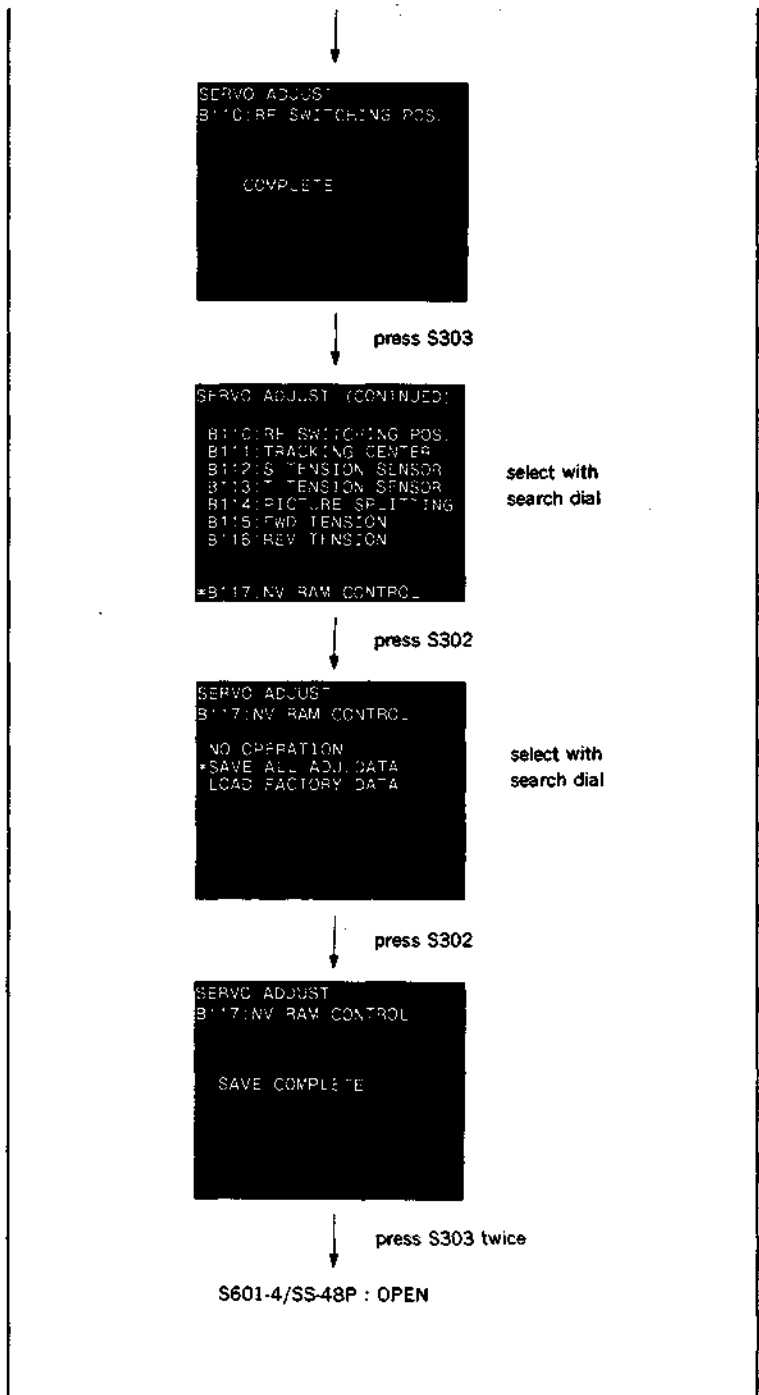 SERVO ADJUST
B110:RF SWITCHING POS.
COMPLETE
press S303
SERVO ADJUST (CONTINUED)
B110:RF SWITCHING POS.
B111:TRACKING CENTER
B112:S TENSION SENSOR
B113:T TENSION SENSOR
B114:PICTURE SPLITTING
B115:FWD TENSION
B116:REV TENSION
*B117:NV RAM CONTROL
select with
search dial
press S302
SERVO ADJUST
B117:NV RAM CONTROL
NO OPERATION
*SAVE ALL ADJ.DATA
LOAD FACTORY DATA
select with
search dial
press S302
SERVO ADJUST
B117:NV RAM CONTROL
SAVE COMPLETE
press S303 twice
S601-4/SS-48P : OPEN